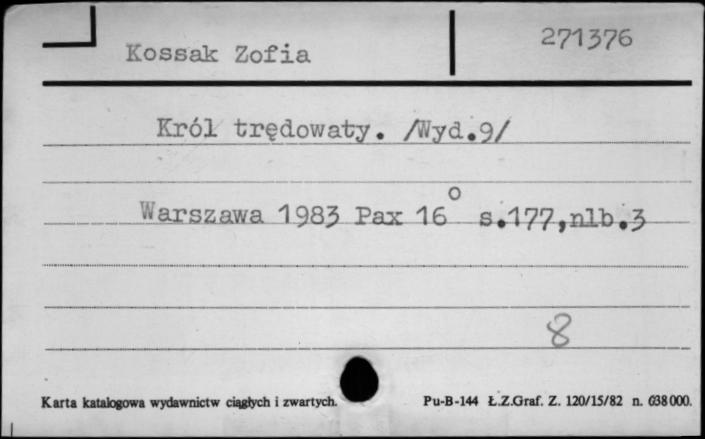 Kossak Zofia 271376
Król trędowaty. /Wyd.9/
Warszawa 1983 Pax 16° s.177,nlb.3
8
Karta katalogowa wydawnictw ciągłych i zwartych. Pu-B-144 Ł.Z.Graf. Z. 120/15/82 n. 638000.